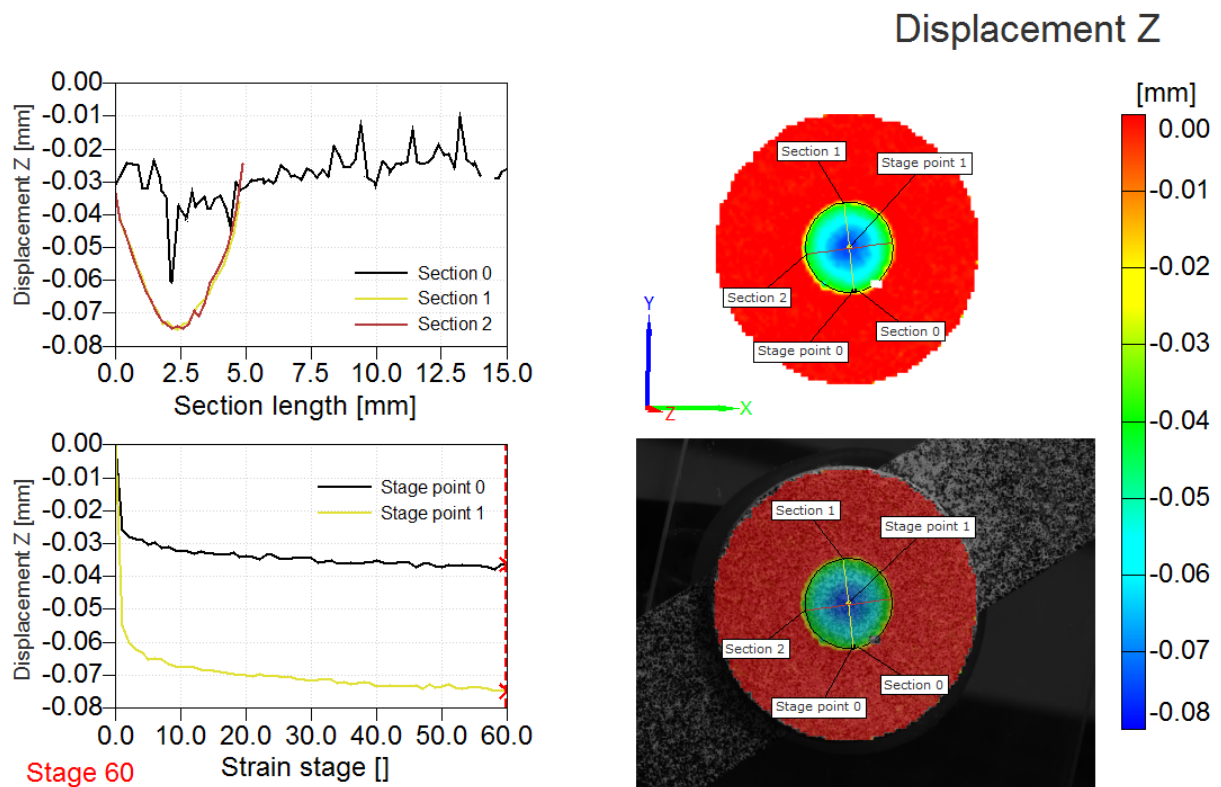 Displacement Z
0.00
-0.01
-0.02
-0.03
-0.04
-0.05
-0.06
-0.07
-0.08
Displacement Z [mm]
Section 0
Section 1
Section 2
0.0 2.5 5.0 7.5 10.0 12.5 15.0
Section length [mm]
0.00
-0.01
-0.02
-0.03
-0.04
-0.05
-0.06
-0.07
-0.08
Displacement Z [mm]
Stage point 0
Stage point 1
0.0 10.0 20.0 30.0 40.0 50.0 60.0
Strain stage []
Stage 60
Section 1
Stage point 1
Section 2
Section 0
Stage point 0
Y
Z
X
Section 1
Stage point 1
Section 2
Section 0
Stage point 0
[mm]
0.00
-0.01
-0.02
-0.03
-0.04
-0.05
-0.06
-0.07
-0.08